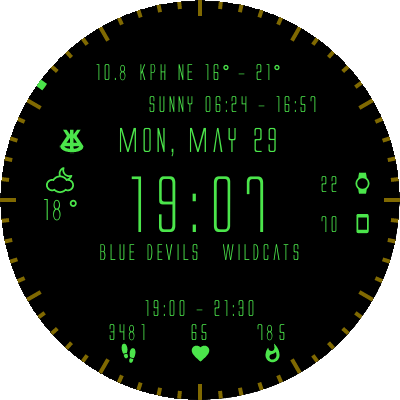 10.8 KPH NE 16° - 21°
SUNNY 06:24 - 16:57
MON, MAY 29
18 °
19:07
22
70
BLUE DEVILS WILDCATS
19:00 - 21:30
3481 65 785